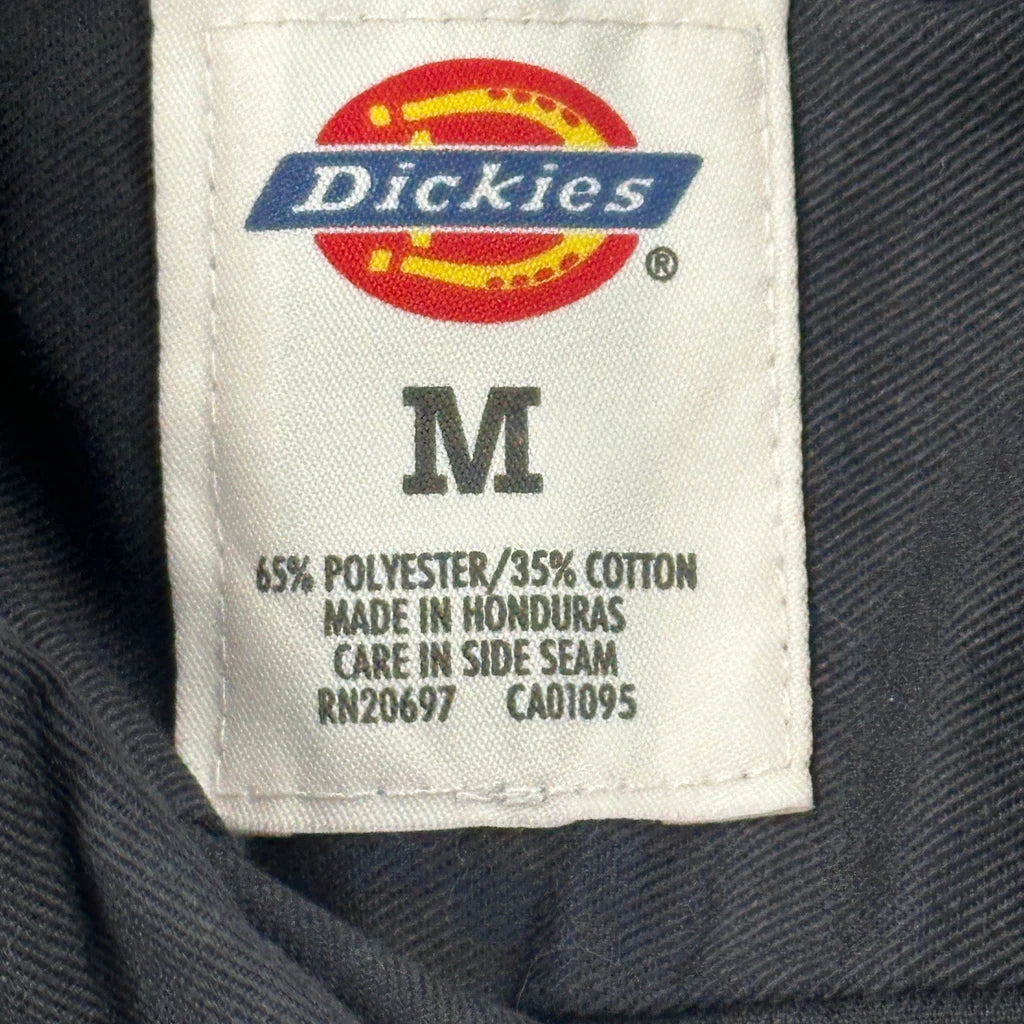 Dickies
®
M
65% POLYESTER/35% COTTON
MADE IN HONDURAS
CARE IN SIDE SEAM
RN20697 CA01095